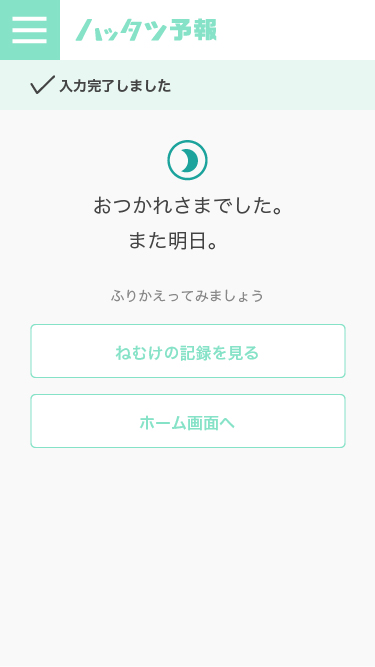 ハッタツ予報
入力完了しました
おつかれさまでした。
また明日。
ふりかえってみましょう
ねむけの記録を見る
ホーム画面へ